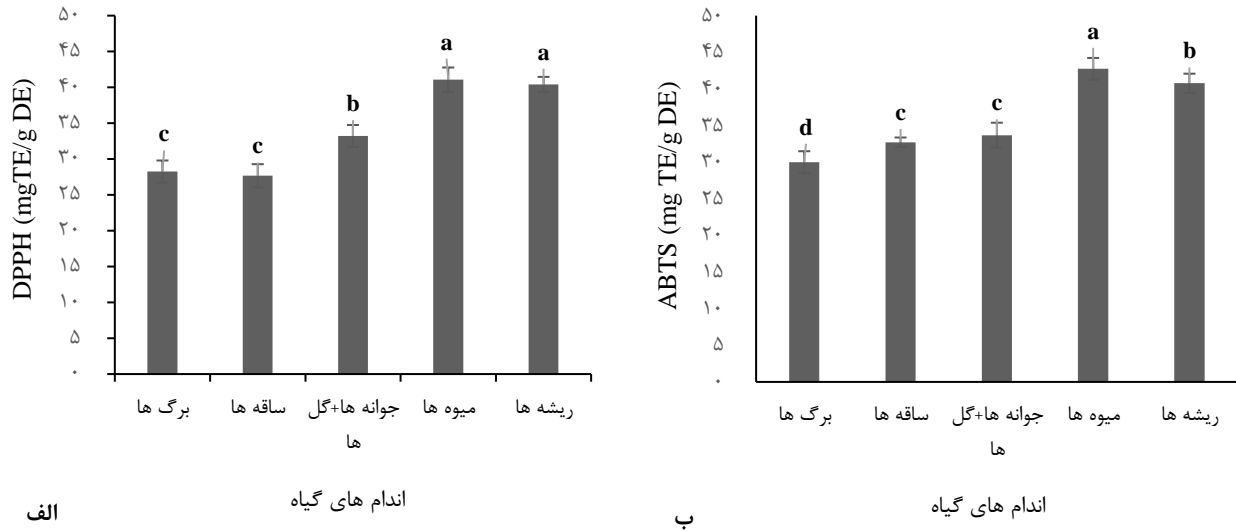 DPPH (mgTE/g DE)
۵۰
۴۵
۴۰
۳۵
۳۰
۲۵
۲۰
۱۵
۱۰
۵
۰
c
c
b
a
a
برگ ها
ساقه ها
جوانه ها+گل
ها
میوه ها
ریشه ها
اندام های گیاه
الف
ABTS (mg TE/g DE)
۵۰
۴۵
۴۰
۳۵
۳۰
۲۵
۲۰
۱۵
۱۰
۵
۰
d
c
c
a
b
برگ ها
ساقه ها
جوانه ها+گل
ها
میوه ها
ریشه ها
اندام های گیاه
ب